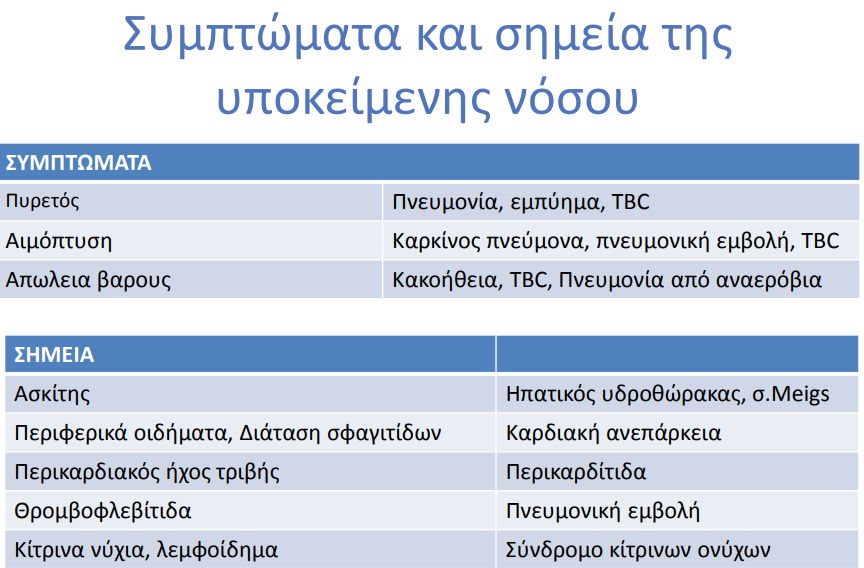 Συμπτώματα και σημεία της
υποκείμενης νόσου
ΣΥΜΠΤΩΜΑΤΑ
Πυρετός Πνευμονία, εμπύημα, TBC
Αιμόπτυση Καρκίνος πνεύμονα, πνευμονική εμβολή, TBC
Απωλεια βαρους Κακοήθεια, TBC, Πνευμονία από αναερόβια
ΣΗΜΕΙΑ
Ασκίτης Ηπατικός υδροθώρακας, σ.Meigs
Περιφερικά οιδήματα, Διάταση σφαγιτίδων Καρδιακή ανεπάρκεια
Περικαρδιακός ήχος τριβής Περικαρδίτιδα
Θρομβοφλεβίτιδα Πνευμονική εμβολή
Κίτρινα νύχια, λεμφοίδημα Σύνδρομο κίτρινων ονύχων